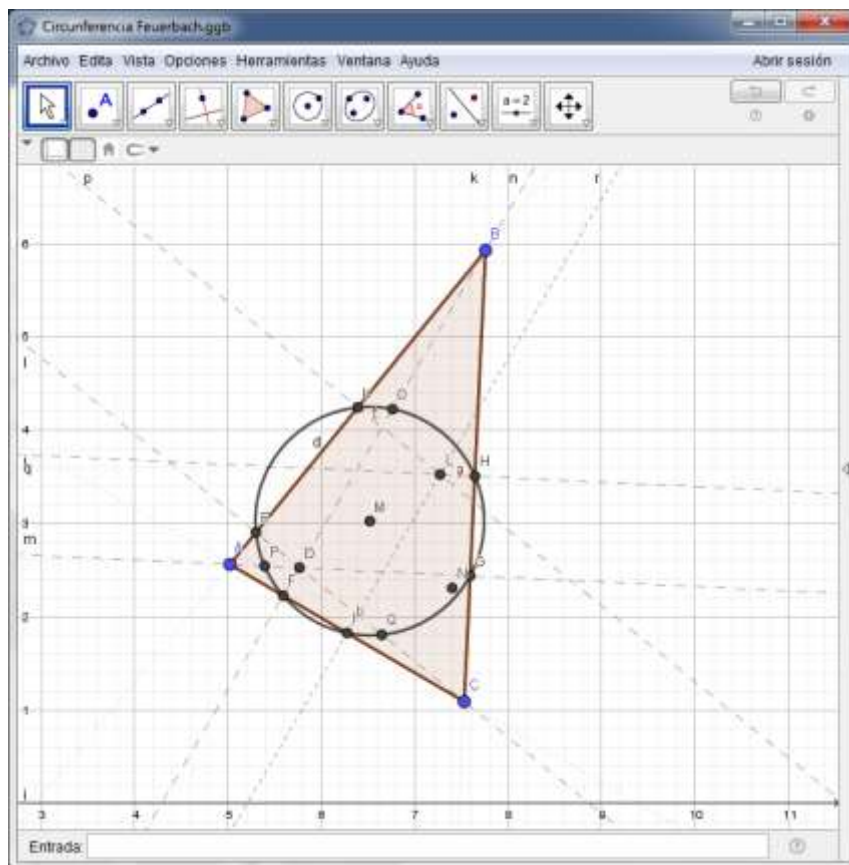 Circunferencia Feuerbach.ggb
Archivo Edita Vista Opciones Herramientas Ventana Ayuda Abrir sesión
A
a = 2
p k n r
B
6
5
l
4
O
d
L
g H
3
M
E
m
A P D
S
F
N
2
b
Q
C
1
3 4 5 6 7 8 9 10 11
Entrada: